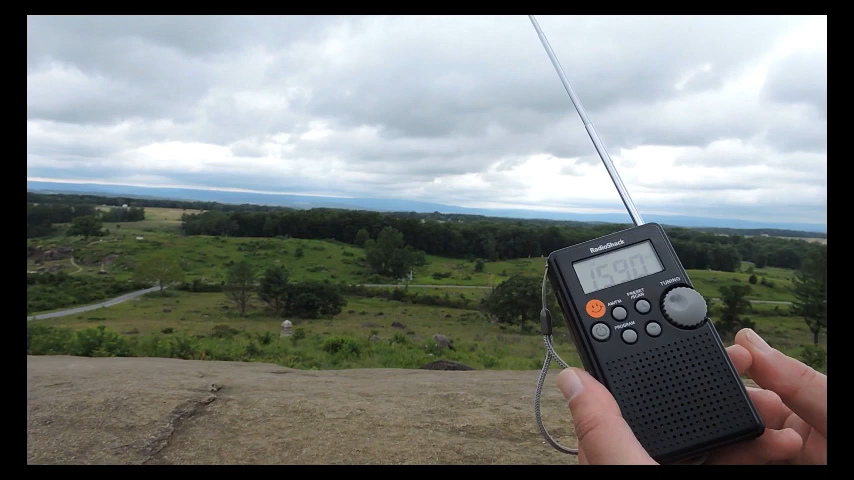 RadioShack
1590
TUNING
AM/FM
PRESET
/SCAN
PROGRAM